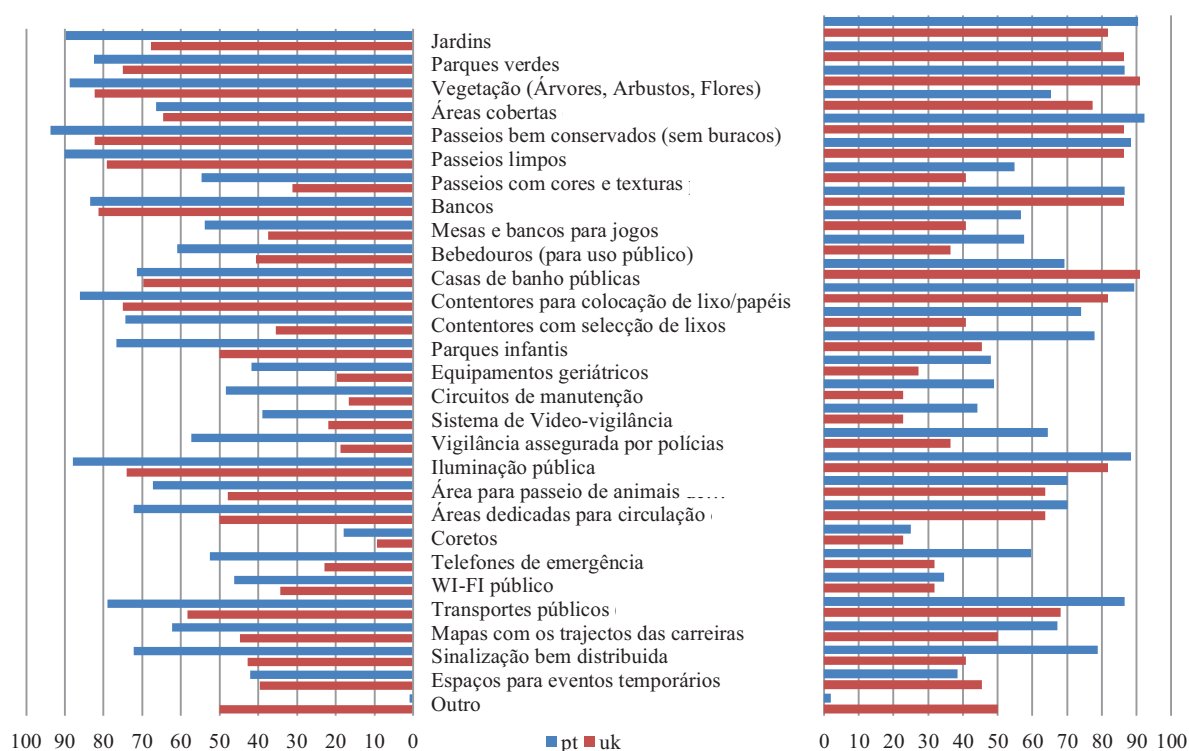 Jardins
Parques verdes
Vegetação (Árvores, Arbustos, Flores)
Áreas cobertas
Passeios bem conservados (sem buracos)
Passeios limpos
Passeios com cores e texturas
Bancos
Mesas e bancos para jogos
Bebedouros (para uso público)
Casas de banho públicas
Contentores para colocação de lixo/papéis
Contentores com selecção de lixos
Parques infantis
Equipamentos geriátricos
Circuitos de manutenção
Sistema de Video-vigilância
Vigilância assegurada por polícias
Iluminação pública
Área para passeio de animais
Áreas dedicadas para circulação
Coretos
Telefones de emergência
WI-FI público
Transportes públicos
Mapas com os trajectos das carreiras
Sinalização bem distribuida
Espaços para eventos temporários
Outro
100 90 80 70 60 50 40 30 20 10 0
pt uk
0 10 20 30 40 50 60 70 80 90 100